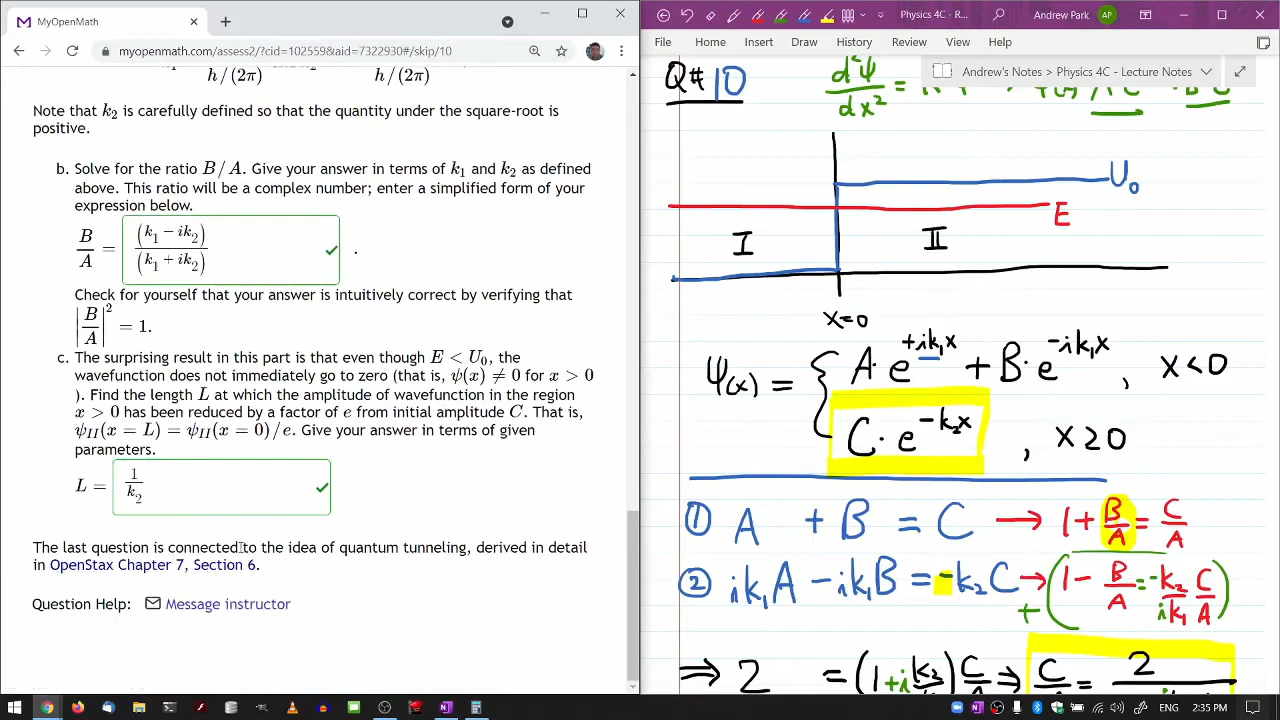 MyOpenMath
myopenmath.com/assess2/?cid=102559&aid=7322930#/skip/10
h/(2π)
h/(2π)
Note that k₂ is carefully defined so that the quantity under the square-root is
positive.
b. Solve for the ratio B/A. Give your answer in terms of k₁ and k₂ as defined
above. This ratio will be a complex number; enter a simplified form of your
expression below.
B/A = (k₁ − ik₂)/(k₁ + ik₂) .
Check for yourself that your answer is intuitively correct by verifying that
|B/A|² = 1.
c. The surprising result in this part is that even though E < U₀, the
wavefunction does not immediately go to zero (that is, ψ(x) ≠ 0 for x > 0
). Find the length L at which the amplitude of wavefunction in the region
x > 0 has been reduced by a factor of e from initial amplitude C. That is,
ψ_II(x = L) = ψ_II(x = 0)/e. Give your answer in terms of given
parameters.
L = 1/k₂
The last question is connected to the idea of quantum tunneling, derived in detail
in OpenStax Chapter 7, Section 6.
Question Help: Message instructor
Physics 4C - R...
Andrew Park AP
File Home Insert Draw History Review View Help
Andrew's Notes > Physics 4C - Lecture Notes
Q# 10
d²ψ/dx² =
U₀
E
I
II
x=0
ψ(x) = { A·e^(+ik₁x) + B·e^(-ik₁x) , x<0
C·e^(-k₂x) , x≥0
① A + B = C → 1 + B/A = C/A
② ik₁A − ik₁B = -k₂C → (1 − B/A = -k₂/ik₁ C/A)
+
⇒ 2 = (1+i k₂/) C/A ⇒ C/A = 2
2:35 PM